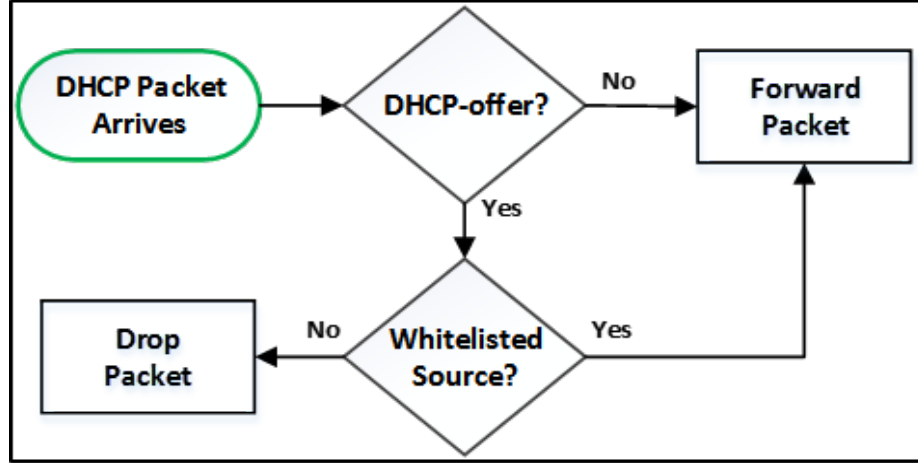 DHCP Packet
Arrives
DHCP-offer?
No
Forward
Packet
Yes
Drop
Packet
No
Whitelisted
Source?
Yes